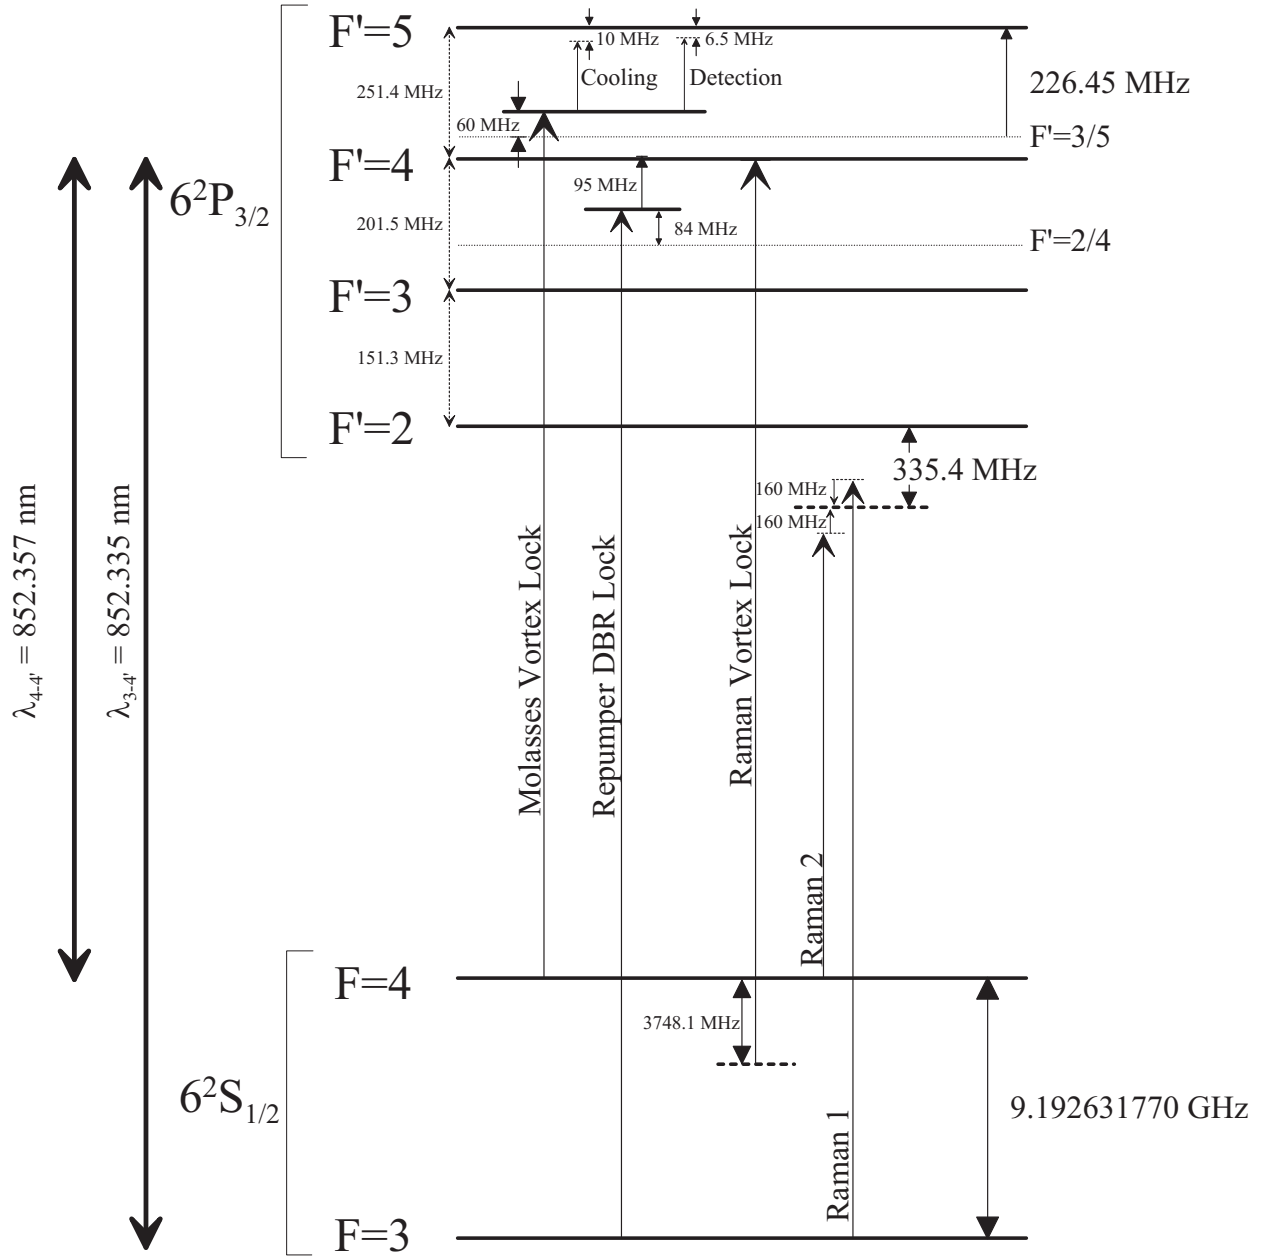 F'=5
10 MHz
6.5 MHz
Cooling
Detection
251.4 MHz
226.45 MHz
60 MHz
F'=3/5
F'=4
6²P₃/₂
95 MHz
201.5 MHz
84 MHz
F'=2/4
F'=3
151.3 MHz
F'=2
335.4 MHz
160 MHz
160 MHz
λ₄₋₄' = 852.357 nm
λ₃₋₄' = 852.335 nm
Molasses Vortex Lock
Repumper DBR Lock
Raman Vortex Lock
Raman 2
F=4
3748.1 MHz
6²S₁/₂
9.192631770 GHz
Raman 1
F=3